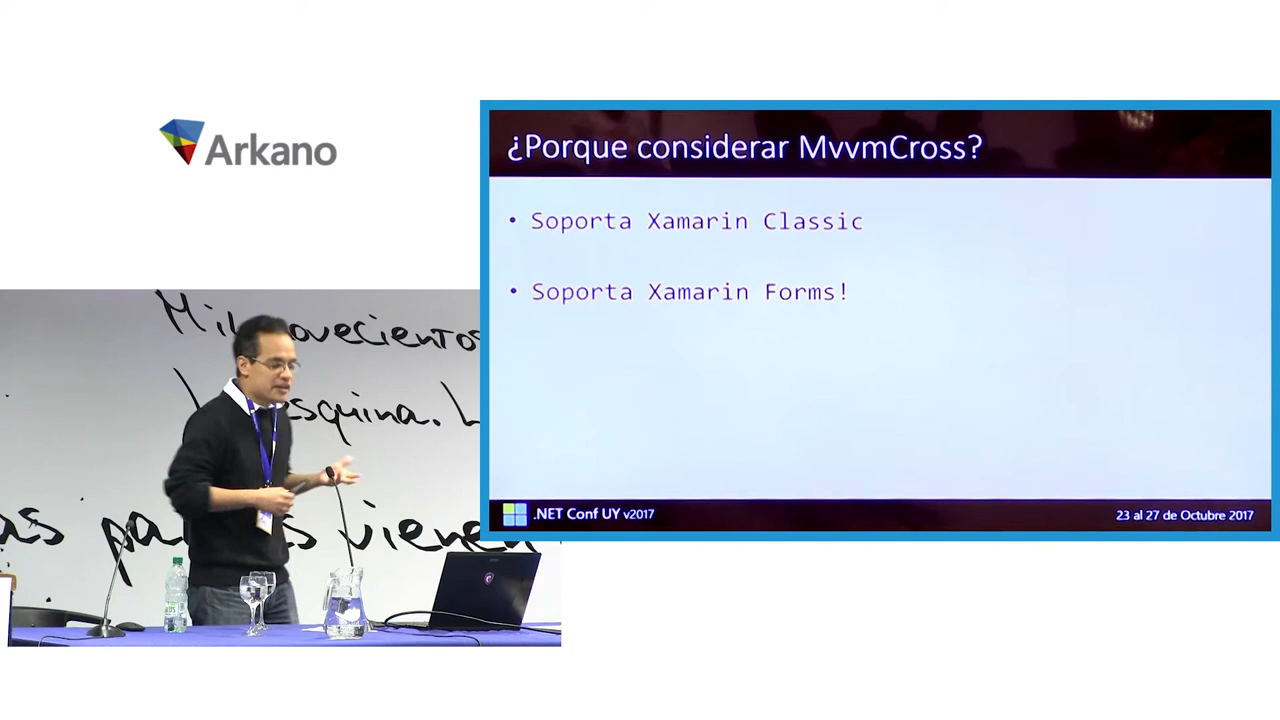 Arkano
¿Porque considerar MvvmCross?
• Soporta Xamarin Classic
• Soporta Xamarin Forms!
.NET Conf UY v2017
23 al 27 de Octubre 2017
esquina.
vienen